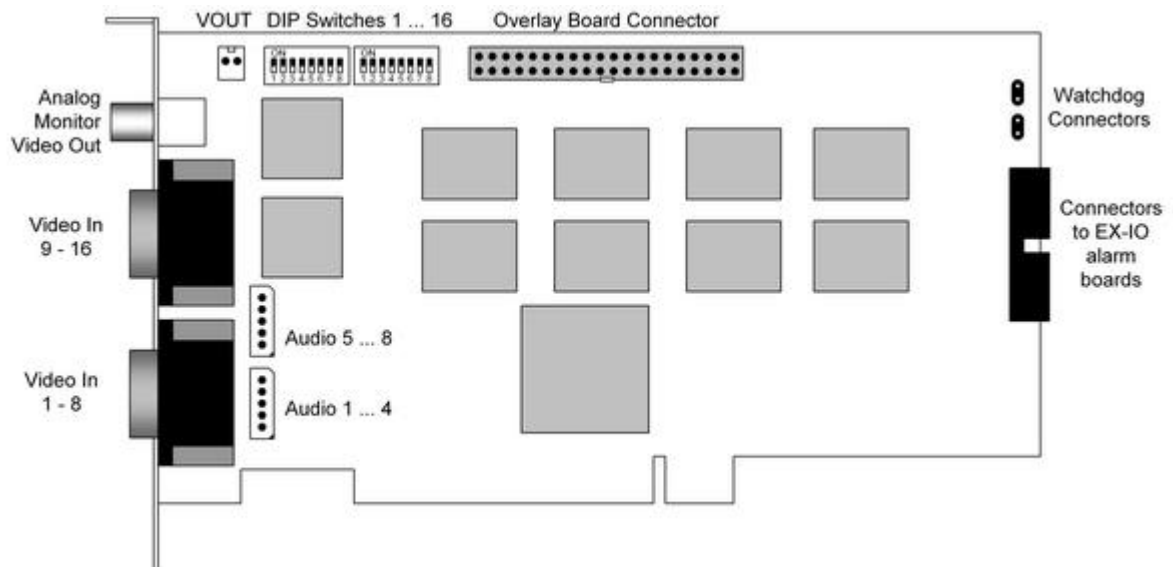 VOUT DIP Switches 1 ... 16 Overlay Board Connector
ON
1 2 3 4 5 6 7 8
ON
1 2 3 4 5 6 7 8
Analog
Monitor
Video Out
Watchdog
Connectors
Video In
9 - 16
Connectors
to EX-IO
alarm
boards
Audio 5 ... 8
Video In
1 - 8
Audio 1 ... 4